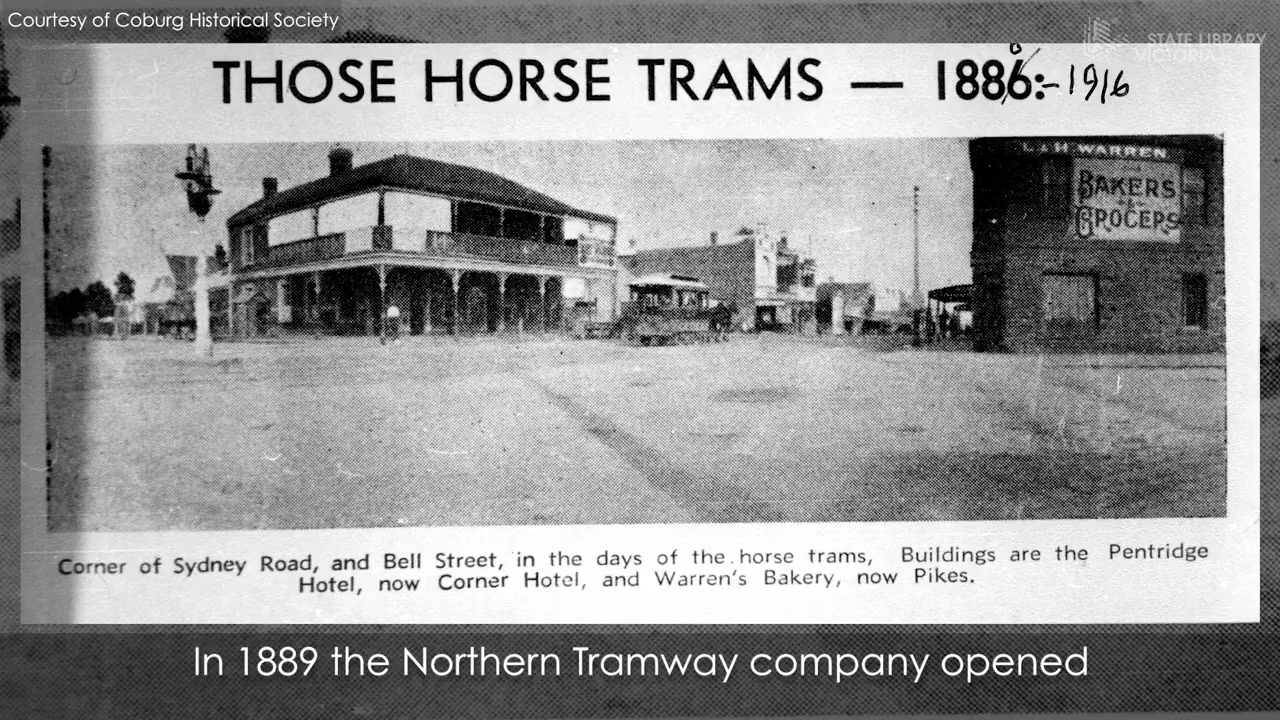 Courtesy of Coburg Historical Society
STATE LIBRARY
VICTORIA
THOSE HORSE TRAMS — 1886:-1916
L & H WARREN
BAKERS
&
GROCERS
Corner of Sydney Road, and Bell Street, in the days of the horse trams, Buildings are the Pentridge
Hotel, now Corner Hotel, and Warren's Bakery, now Pikes.
In 1889 the Northern Tramway company opened